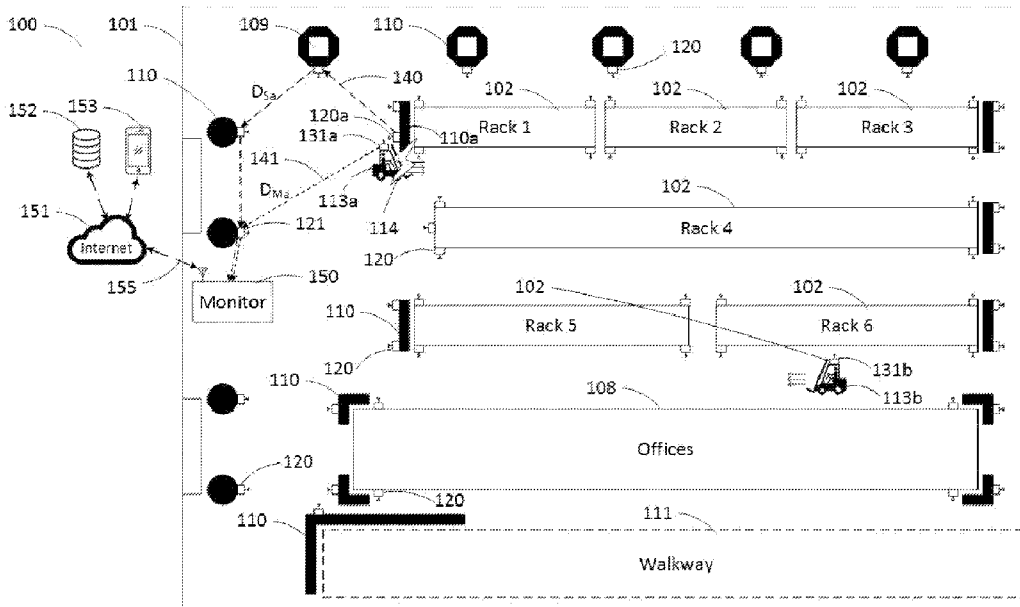 100
101
109
110
120
140
102
102
102
110
D5a
120a
131a
110a
Rack 1
Rack 2
Rack 3
152
153
141
DMa
113a
114
102
Rack 4
151
Internet
121
120
155
150
Monitor
102
102
110
Rack 5
Rack 6
120
131b
110
108
113b
Offices
120
120
110
111
Walkway